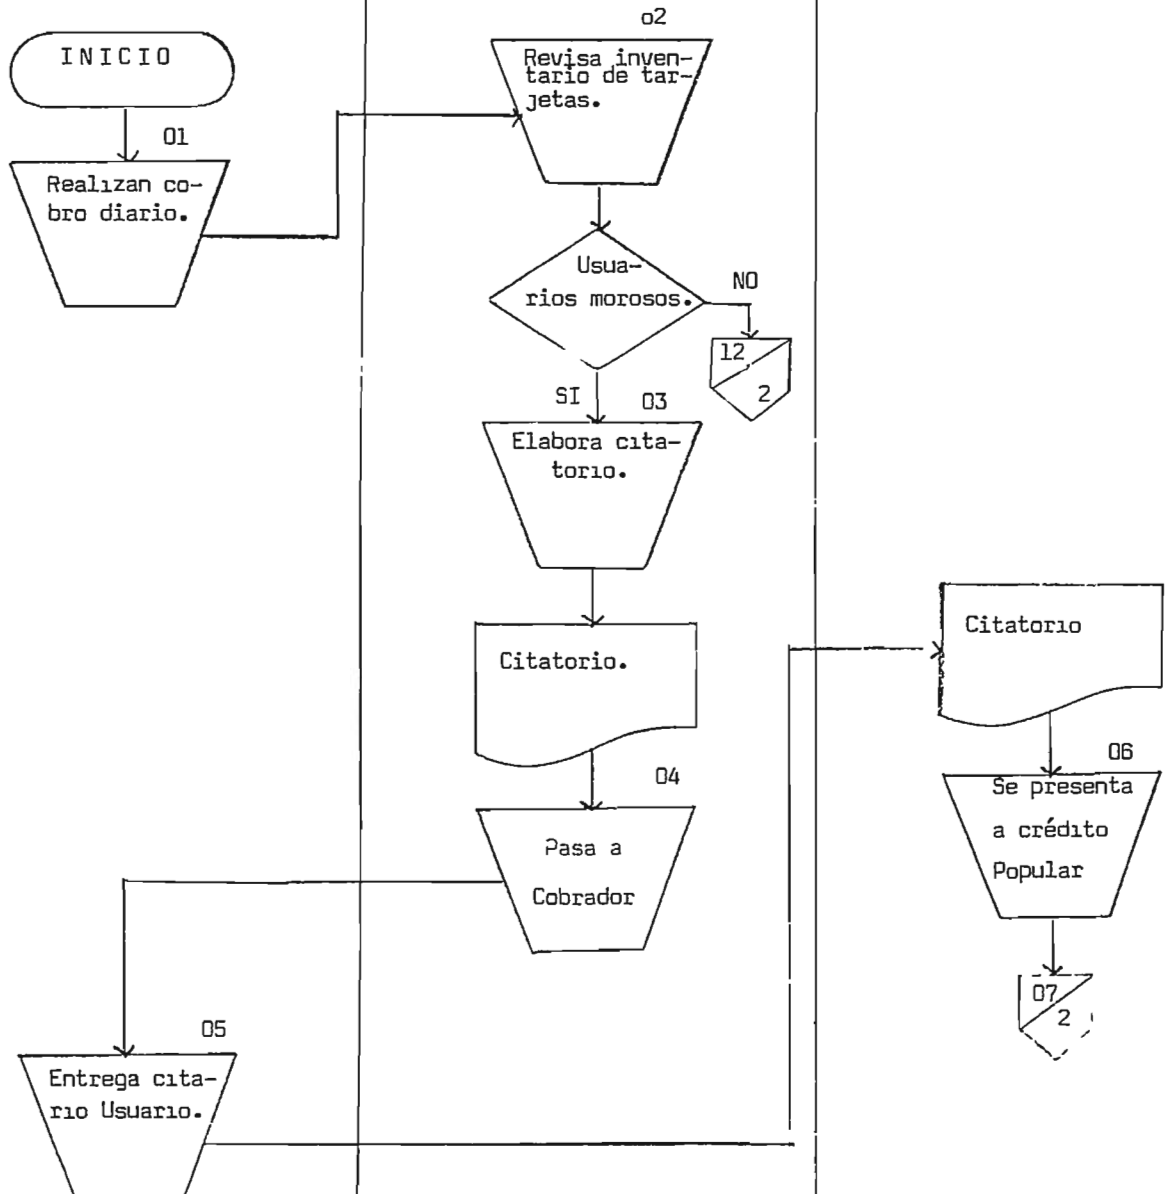 INICIO
01
Realizan co-
bro diario.
o2
Revisa inven-
tario de tar-
jetas.
Usua-
rios morosos.
NO
12
2
SI
03
Elabora cita-
torio.
Citatorio.
04
Pasa a
Cobrador
05
Entrega cita-
rio Usuario.
Citatorio
06
Se presenta
a crédito
Popular
07
2